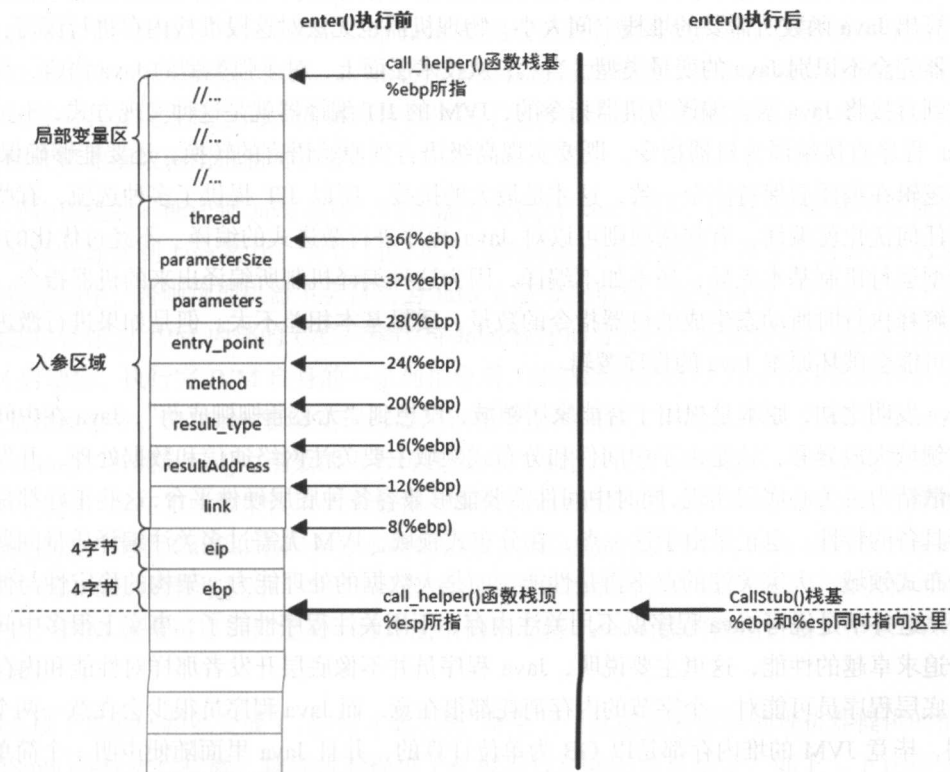 enter()执行前
enter()执行后
call_helper()函数栈基
%ebp所指
//...
//...
//...
局部变量区
thread
36(%ebp)
parameterSize
32(%ebp)
parameters
28(%ebp)
entry_point
24(%ebp)
入参区域
method
20(%ebp)
result_type
16(%ebp)
resultAddress
12(%ebp)
link
8(%ebp)
4字节
eip
4字节
ebp
call_helper()函数栈顶
%esp所指
CallStub()栈基
%ebp和%esp同时指向这里